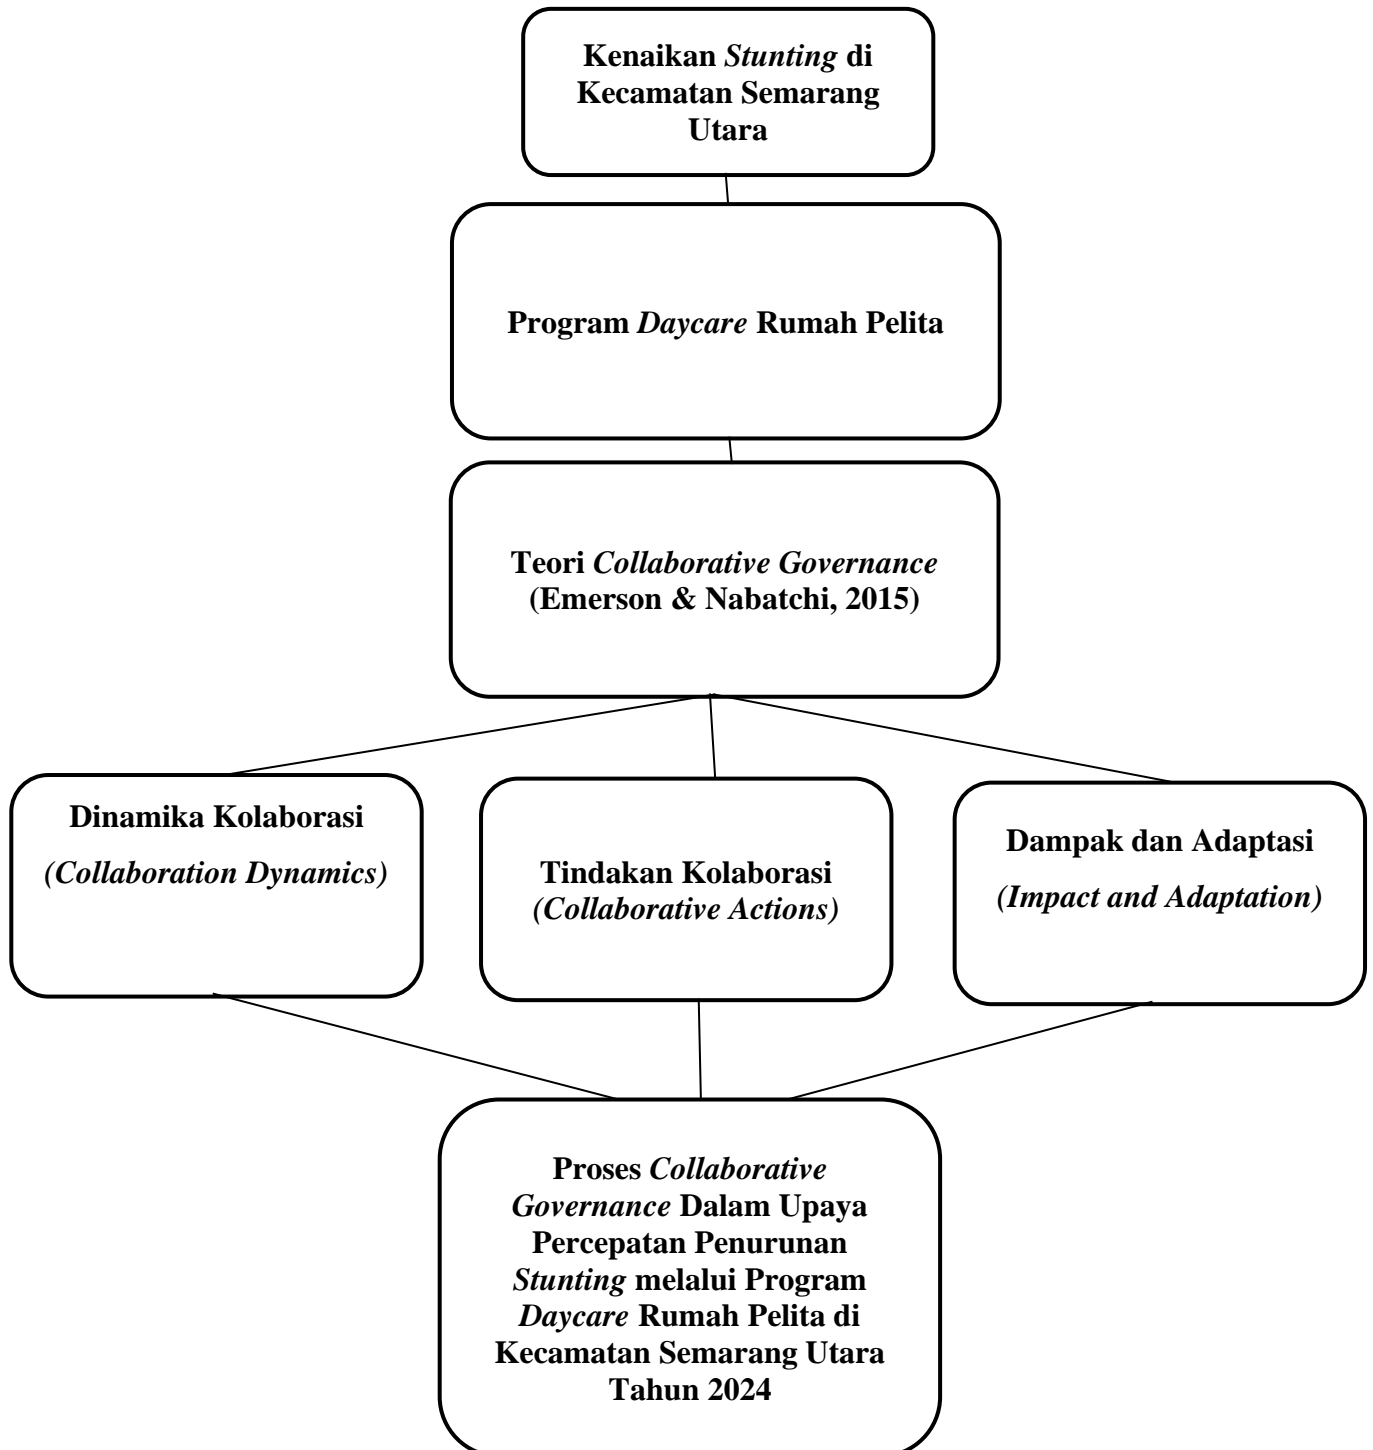 Kenaikan Stunting di
Kecamatan Semarang
Utara
Program Daycare Rumah Pelita
Teori Collaborative Governance
(Emerson & Nabatchi, 2015)
Dinamika Kolaborasi
(Collaboration Dynamics)
Tindakan Kolaborasi
(Collaborative Actions)
Dampak dan Adaptasi
(Impact and Adaptation)
Proses Collaborative
Governance Dalam Upaya
Percepatan Penurunan
Stunting melalui Program
Daycare Rumah Pelita di
Kecamatan Semarang Utara
Tahun 2024